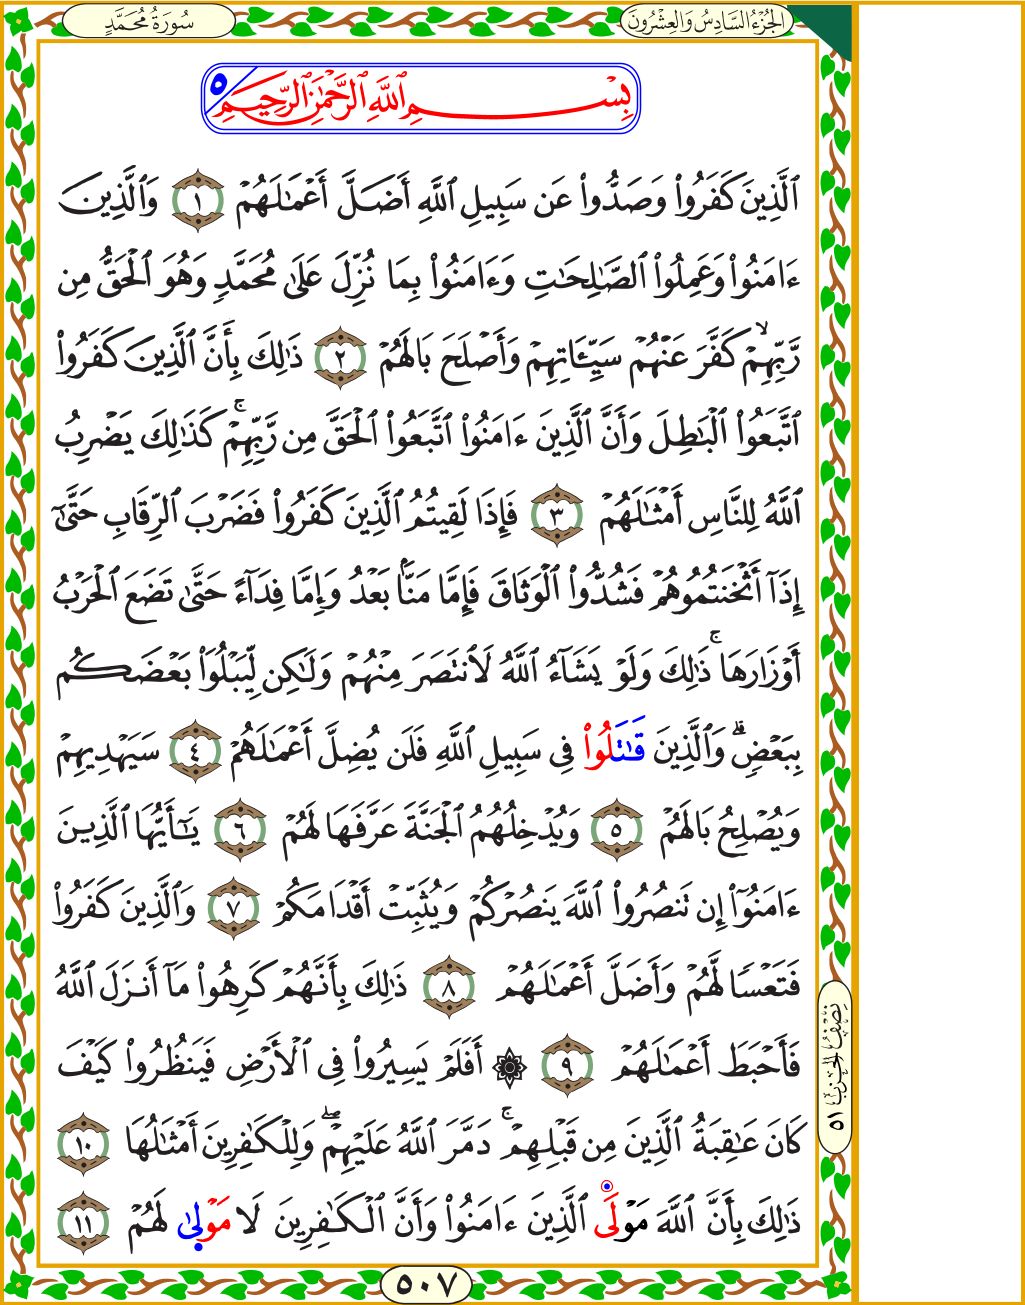 الجُزْءُ السَّادِسُ وَالعِشْرُونَ
سُورَةُ مُحَمَّدٍ
بِسْمِ ٱللَّهِ ٱلرَّحْمَٰنِ ٱلرَّحِيمِ ٥
ٱلَّذِينَ كَفَرُواْ وَصَدُّواْ عَن سَبِيلِ ٱللَّهِ أَضَلَّ أَعْمَٰلَهُمْ ١ وَٱلَّذِينَ
ءَامَنُواْ وَعَمِلُواْ ٱلصَّٰلِحَٰتِ وَءَامَنُواْ بِمَا نُزِّلَ عَلَىٰ مُحَمَّدٖ وَهُوَ ٱلْحَقُّ مِن
رَّبِّهِمْۙ كَفَّرَ عَنْهُمْ سَيِّـَٔاتِهِمْ وَأَصْلَحَ بَالَهُمْ ٢ ذَٰلِكَ بِأَنَّ ٱلَّذِينَ كَفَرُواْ
ٱتَّبَعُواْ ٱلْبَٰطِلَ وَأَنَّ ٱلَّذِينَ ءَامَنُواْ ٱتَّبَعُواْ ٱلْحَقَّ مِن رَّبِّهِمْۚ كَذَٰلِكَ يَضْرِبُ
ٱللَّهُ لِلنَّاسِ أَمْثَٰلَهُمْ ٣ فَإِذَا لَقِيتُمُ ٱلَّذِينَ كَفَرُواْ فَضَرْبَ ٱلرِّقَابِ حَتَّىٰٓ
إِذَآ أَثْخَنتُمُوهُمْ فَشُدُّواْ ٱلْوَثَاقَ فَإِمَّا مَنَّۢا بَعْدُ وَإِمَّا فِدَآءً حَتَّىٰ تَضَعَ ٱلْحَرْبُ
أَوْزَارَهَاۚ ذَٰلِكَ وَلَوْ يَشَآءُ ٱللَّهُ لَٱنتَصَرَ مِنْهُمْ وَلَٰكِن لِّيَبْلُوَاْ بَعْضَكُم
بِبَعْضٖۗ وَٱلَّذِينَ قَٰتَلُواْ فِي سَبِيلِ ٱللَّهِ فَلَن يُضِلَّ أَعْمَٰلَهُمْ ٤ سَيَهْدِيهِمْ
وَيُصْلِحُ بَالَهُمْ ٥ وَيُدْخِلُهُمُ ٱلْجَنَّةَ عَرَّفَهَا لَهُمْ ٦ يَٰٓأَيُّهَا ٱلَّذِينَ
ءَامَنُوٓاْ إِن تَنصُرُواْ ٱللَّهَ يَنصُرْكُمْ وَيُثَبِّتْ أَقْدَامَكُمْ ٧ وَٱلَّذِينَ كَفَرُواْ
فَتَعْسٗا لَّهُمْ وَأَضَلَّ أَعْمَٰلَهُمْ ٨ ذَٰلِكَ بِأَنَّهُمْ كَرِهُواْ مَآ أَنزَلَ ٱللَّهُ
فَأَحْبَطَ أَعْمَٰلَهُمْ ٩ ۞ أَفَلَمْ يَسِيرُواْ فِي ٱلْأَرْضِ فَيَنظُرُواْ كَيْفَ
كَانَ عَٰقِبَةُ ٱلَّذِينَ مِن قَبْلِهِمْۚ دَمَّرَ ٱللَّهُ عَلَيْهِمْۖ وَلِلْكَٰفِرِينَ أَمْثَٰلُهَا ١٠
ذَٰلِكَ بِأَنَّ ٱللَّهَ مَوْلَى ٱلَّذِينَ ءَامَنُواْ وَأَنَّ ٱلْكَٰفِرِينَ لَا مَوْلَىٰ لَهُمْ ١١
نِصْفُ الحِزْبِ ٥١
٥٠٧